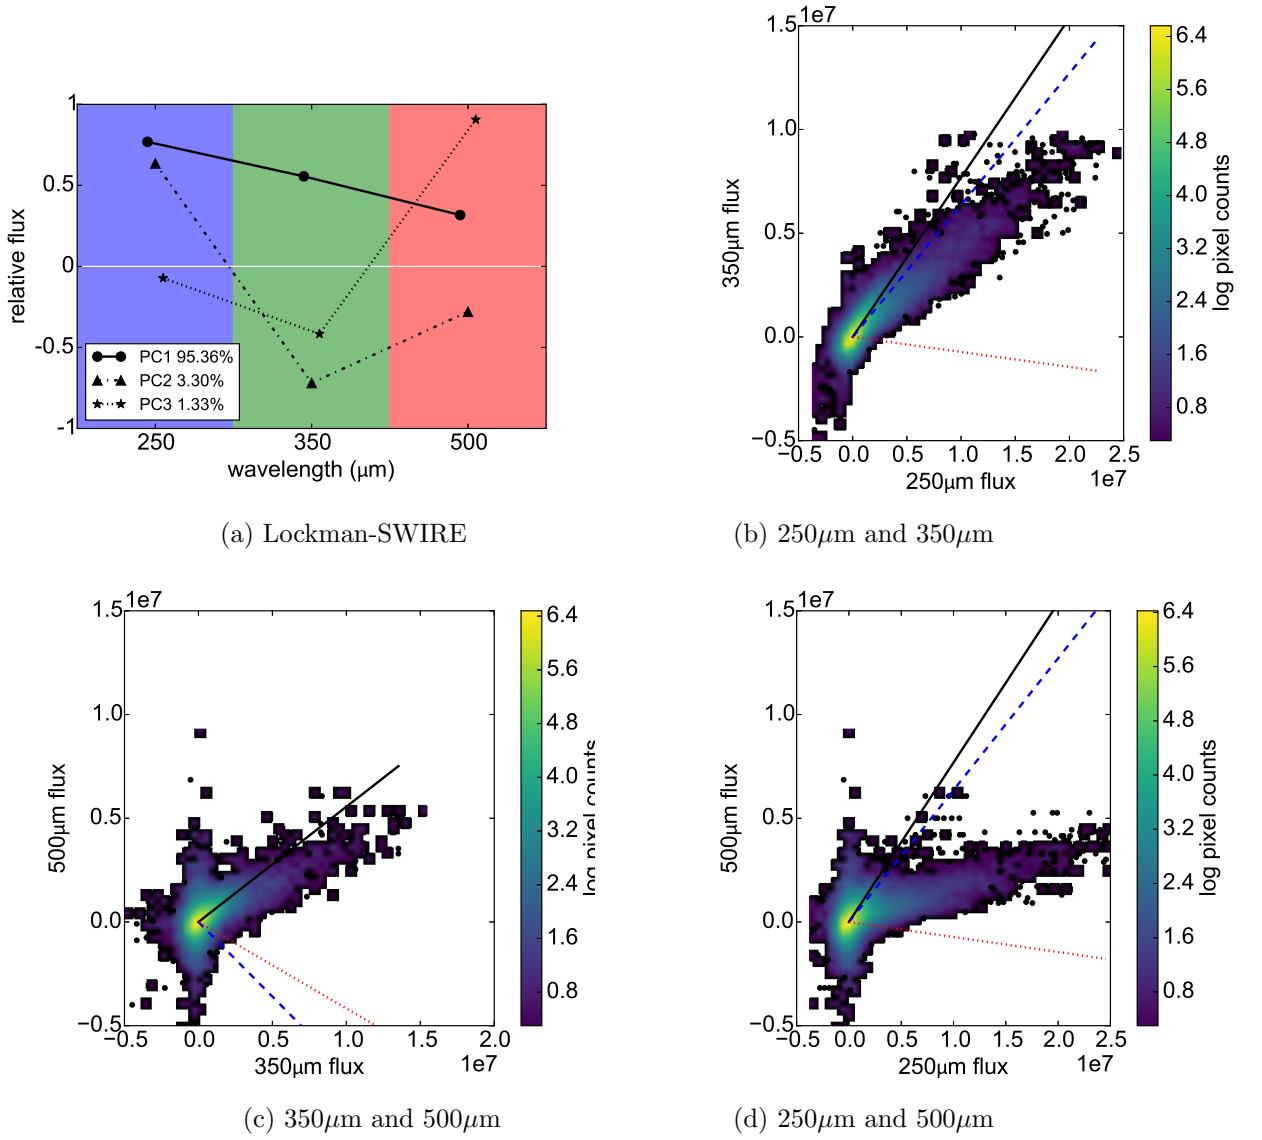 1
0.5
0
-0.5
-1
relative flux
PC1 95.36%
PC2 3.30%
PC3 1.33%
250 350 500
wavelength (μm)
(a) Lockman-SWIRE
1e7
1.5
1.0
0.5
0.0
−0.5
350μm flux
−0.5 0.0 0.5 1.0 1.5 2.0 2.5
250μm flux
1e7
6.4
5.6
4.8
4.0
3.2
2.4
1.6
0.8
log pixel counts
(b) 250μm and 350μm
1e7
1.5
1.0
0.5
0.0
−0.5
500μm flux
−0.5 0.0 0.5 1.0 1.5 2.0
350μm flux
1e7
6.4
5.6
4.8
4.0
3.2
2.4
1.6
0.8
log pixel counts
(c) 350μm and 500μm
1e7
1.5
1.0
0.5
0.0
−0.5
500μm flux
−0.5 0.0 0.5 1.0 1.5 2.0 2.5
250μm flux
1e7
6.4
5.6
4.8
4.0
3.2
2.4
1.6
0.8
log pixel counts
(d) 250μm and 500μm